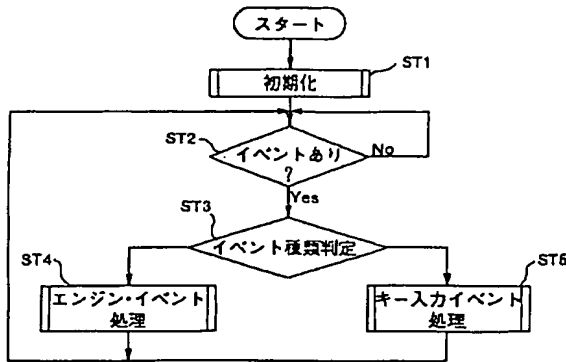 スタート
ST1
初期化
ST2
イベントあり
?
No
Yes
ST3
イベント種類判定
ST4
エンジン・イベント
処理
ST5
キー入力イベント
処理